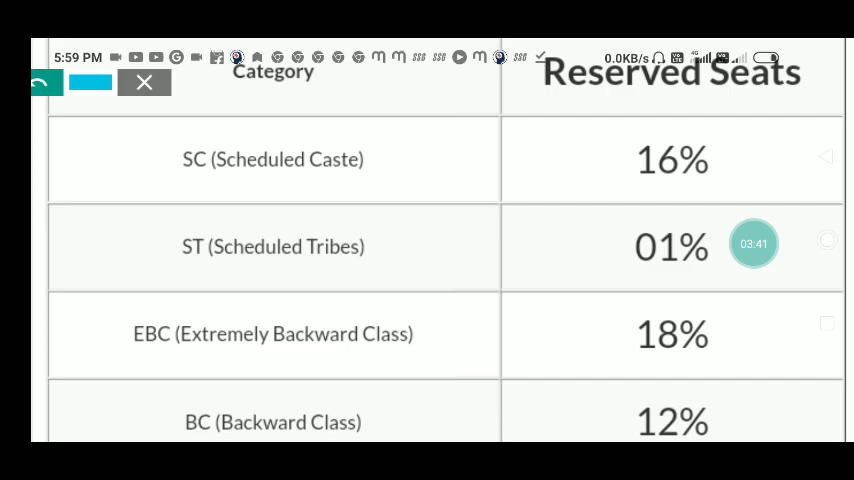 5:59 PM
0.0KB/s
4G
Category Reserved Seats
SC (Scheduled Caste) 16%
ST (Scheduled Tribes) 01%
03:41
EBC (Extremely Backward Class) 18%
BC (Backward Class) 12%